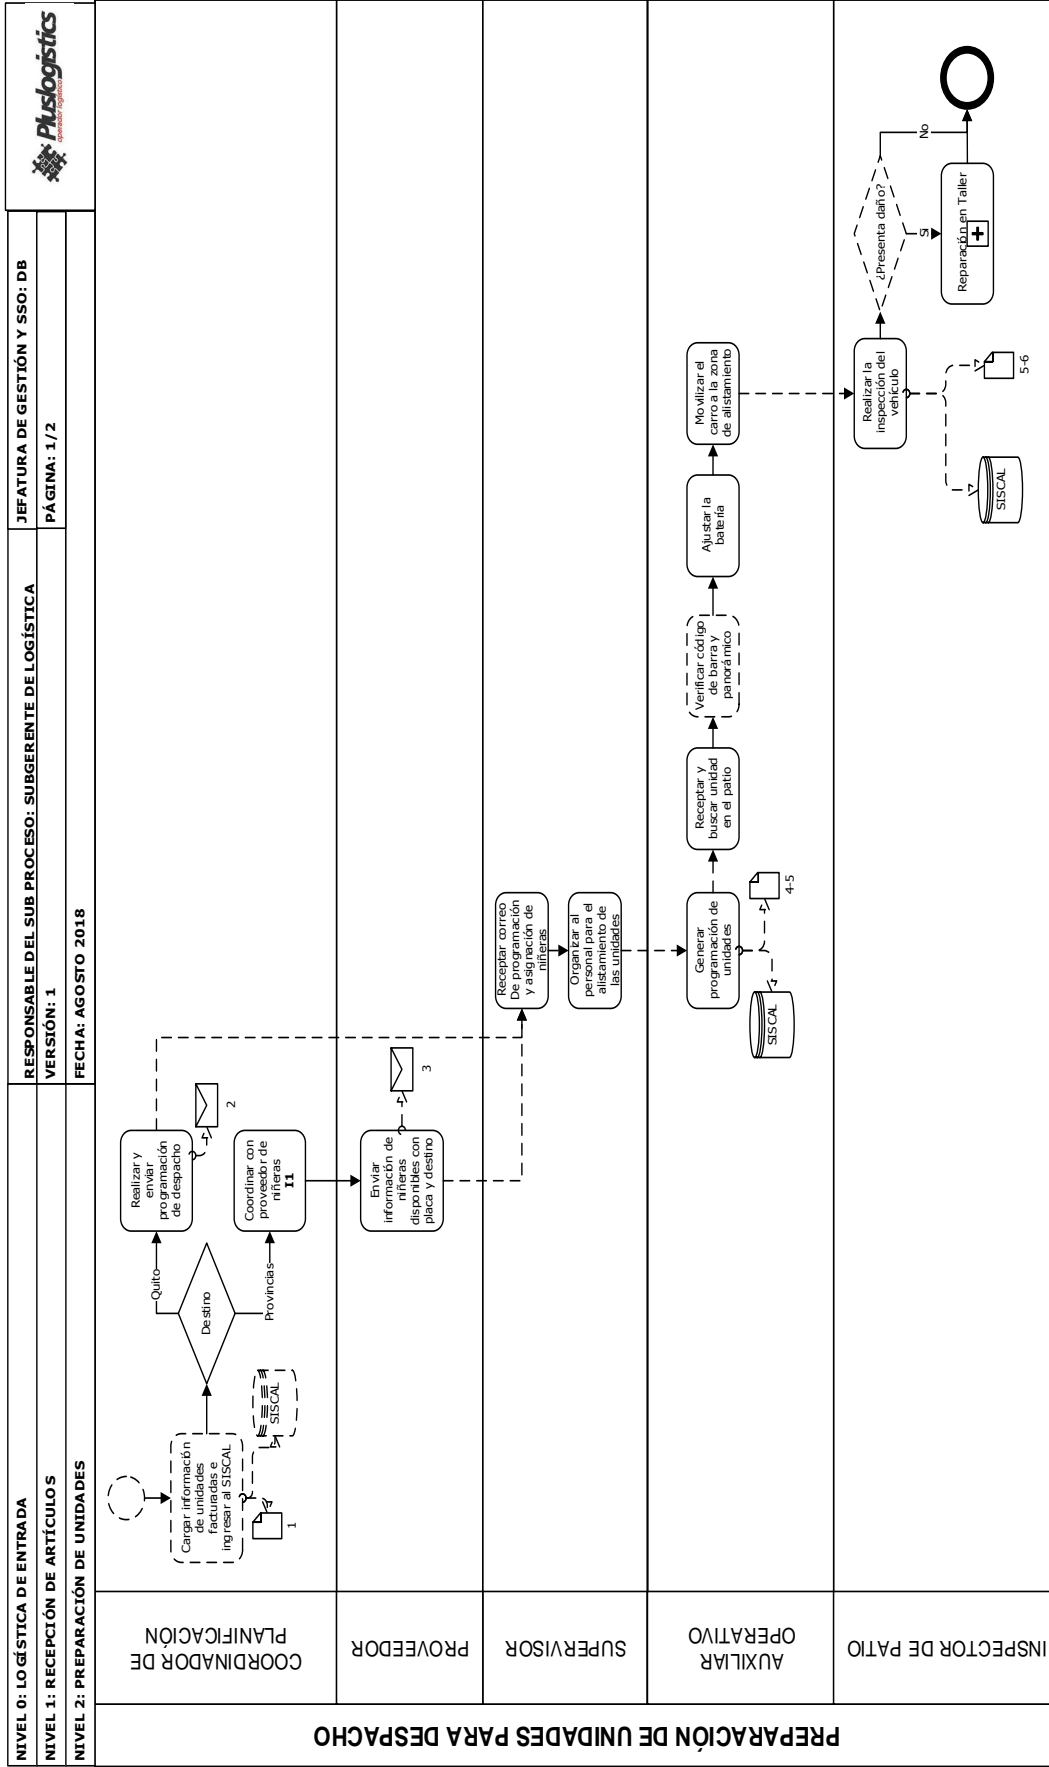 NIVEL 0: LOGÍSTICA DE ENTRADA
RESPONSABLE DEL SUB PROCESO: SUBGERENTE DE LOGÍSTICA
JEFATURA DE GESTIÓN Y SSO: DB
Pluslogistics
operador logístico
NIVEL 1: RECEPCIÓN DE ARTÍCULOS
VERSIÓN: 1
PÁGINA: 1/2
NIVEL 2: PREPARACIÓN DE UNIDADES
FECHA: AGOSTO 2018
PREPARACIÓN DE UNIDADES PARA DESPACHO
COORDINADOR DE
PLANIFICACIÓN
Cargar información
de unidades
facturadas e
ingresar al SISCAL
1
SISCAL
Destino
Quito
Provincias
Realizar y
enviar
programación
de despacho
2
Coordinar con
proveedor de
niñeras
I1
PROVEEDOR
Enviar
información de
niñeras
disponibles con
placa y destino
3
SUPERVISOR
Receptar correo
De programación
y asignación de
niñeras
Organizar al
personal para el
alistamiento de
las unidades
AUXILIAR
OPERATIVO
Generar
programación de
unidades
SISCAL
4-5
Receptar y
buscar unidad
en el patio
Verificar código
de barra y
panorámico
Ajustar la
batería
Movilizar el
carro a la zona
de alistamiento
INSPECTOR DE PATIO
Realizar la
inspección del
vehículo
SISCAL
5-6
¿Presenta daño?
Si
No
Reparación en Taller